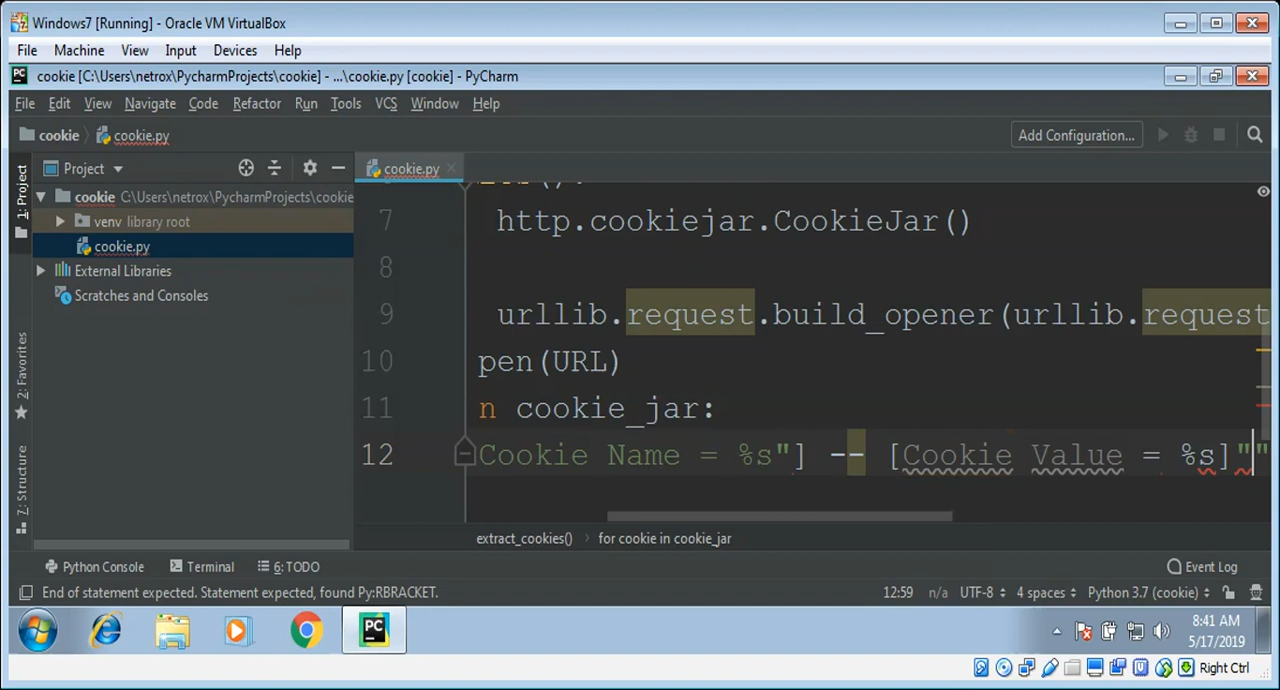 Windows7 [Running] - Oracle VM VirtualBox
File Machine View Input Devices Help
PC cookie [C:\Users\netrox\PycharmProjects\cookie] - ...\cookie.py [cookie] - PyCharm
File Edit View Navigate Code Refactor Run Tools VCS Window Help
cookie cookie.py Add Configuration...
1: Project
Project
cookie.py
cookie C:\Users\netrox\PycharmProjects\cookie
venv library root
cookie.py
External Libraries
Scratches and Consoles
7 http.cookiejar.CookieJar()
8
9 urllib.request.build_opener(urllib.request
10 pen(URL)
11 n cookie_jar:
12 Cookie Name = %s"] -- [Cookie Value = %s]""
2: Favorites
7: Structure
extract_cookies() for cookie in cookie_jar
Python Console Terminal 6: TODO Event Log
End of statement expected. Statement expected, found Py:RBRACKET. 12:59 n/a UTF-8 4 spaces Python 3.7 (cookie)
PC
8:41 AM
5/17/2019
Right Ctrl